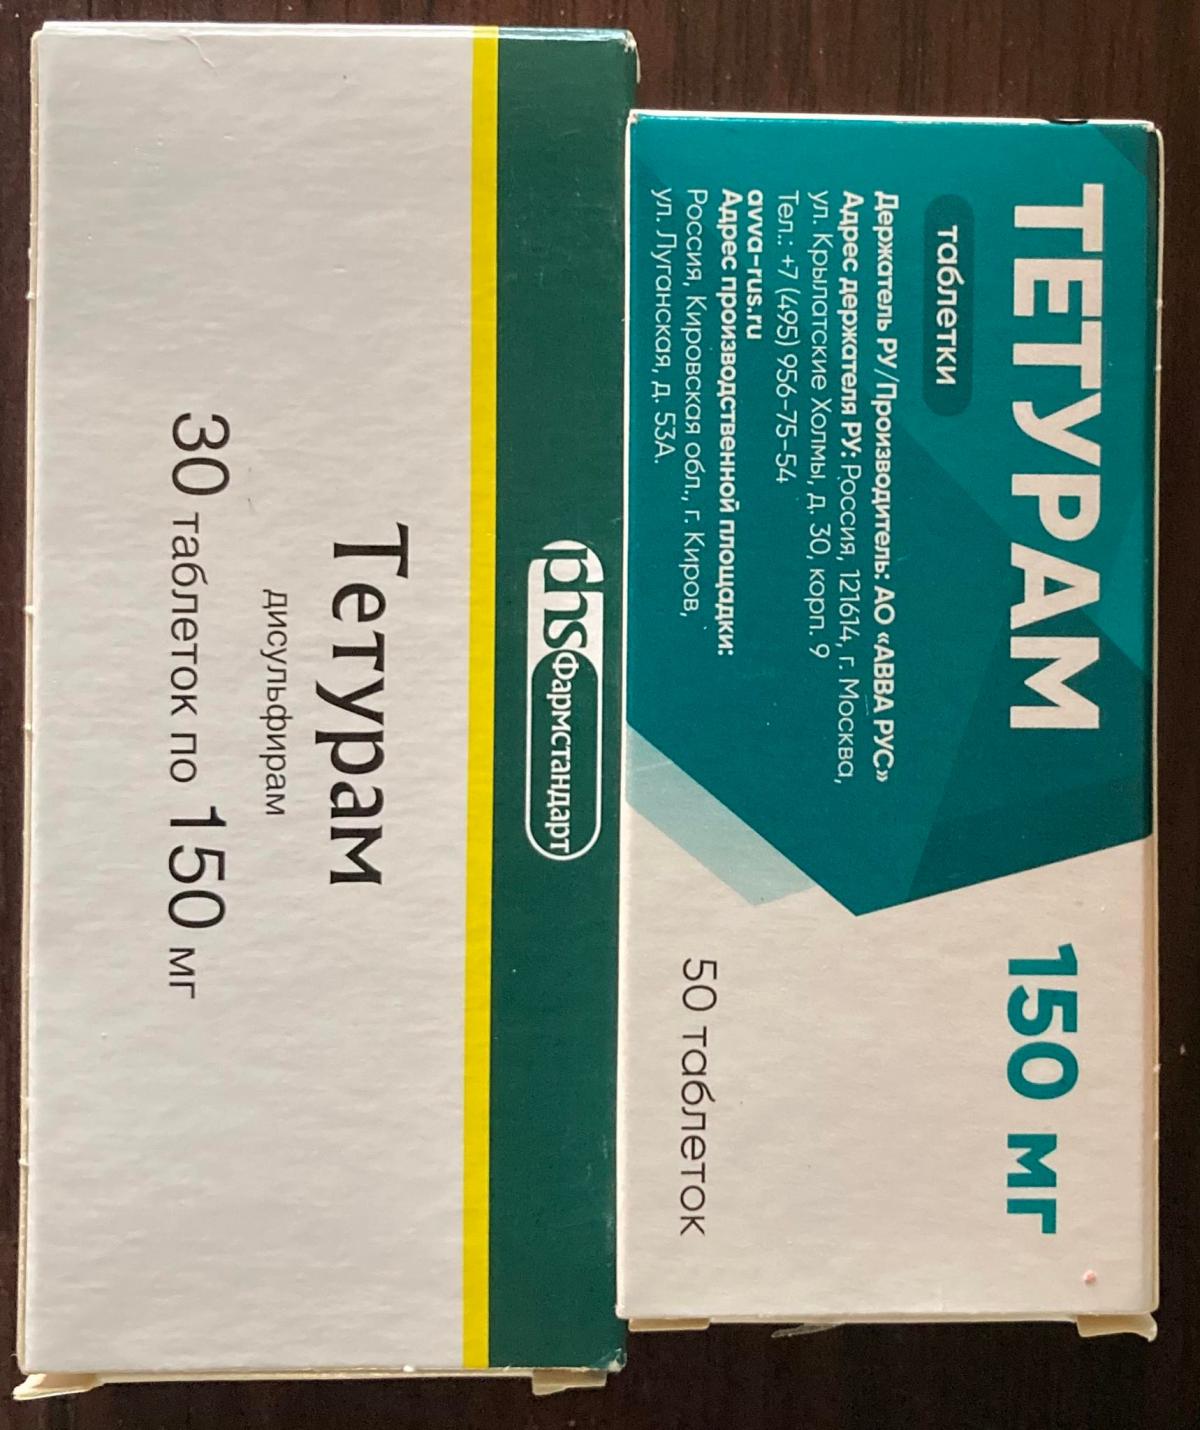 ТЕТУРАМ
150 мг
таблетки
Держатель РУ/Производитель: АО «АВВА РУС»
Адрес держателя РУ: Россия, 121614, г. Москва,
ул. Крылатские Холмы, д. 30, корп. 9
Тел.: +7 (495) 956-75-54
avva-rus.ru
Адрес производственной площадки:
Россия, Кировская обл., г. Киров,
ул. Луганская, д. 53А.
50 таблеток
phs Фармстандарт
Тетурам
дисульфирам
30 таблеток по 150 мг